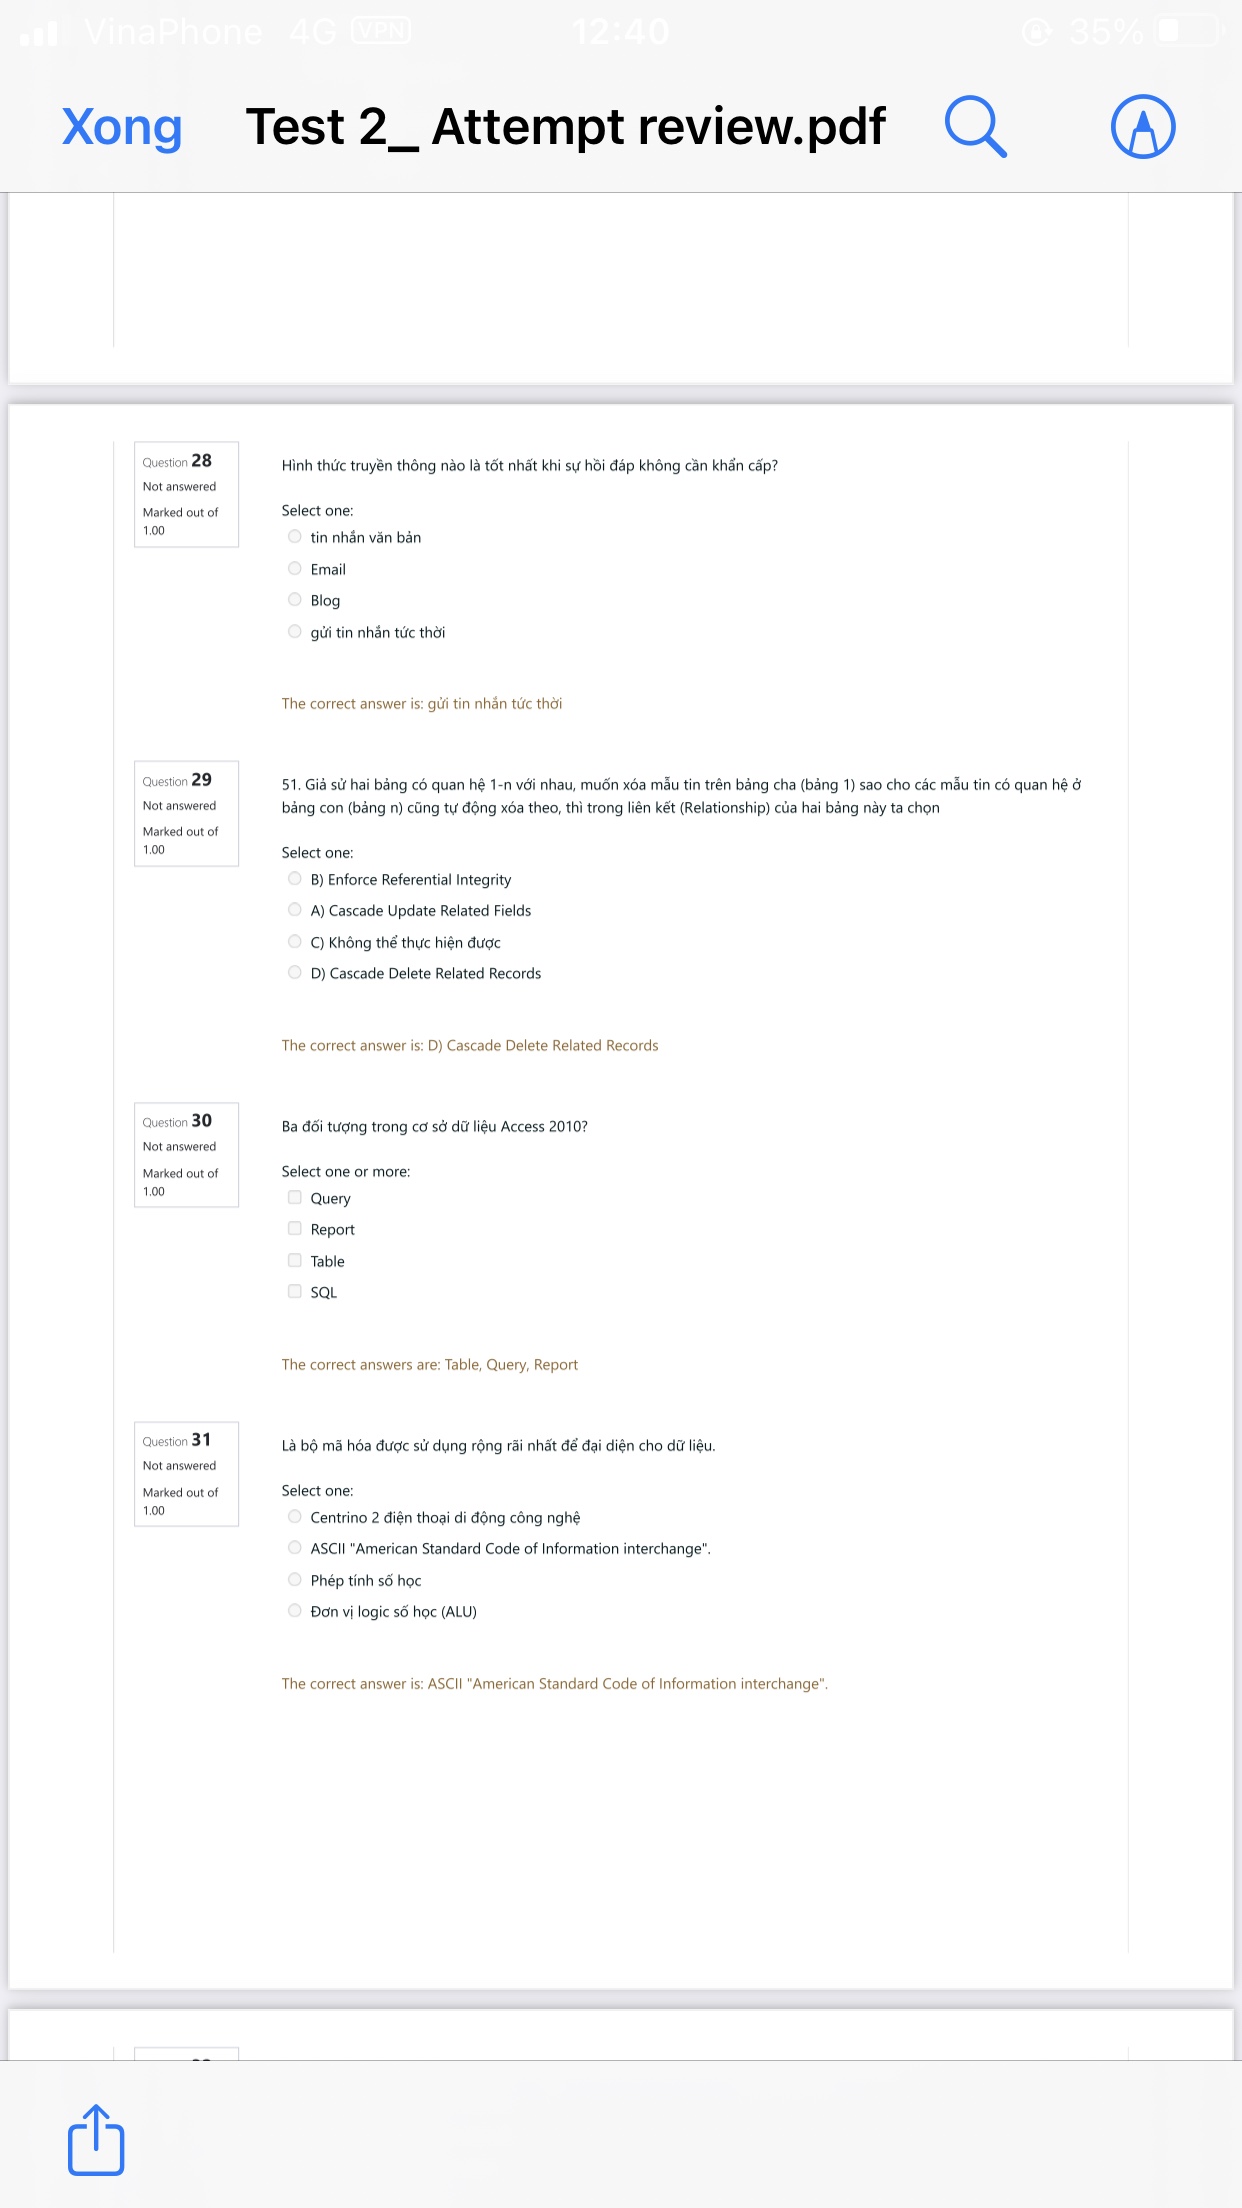 VinaPhone 4G VPN 12:40 35%
Xong Test 2_ Attempt review.pdf
Question 28
Not answered
Marked out of
1.00
Hình thức truyền thông nào là tốt nhất khi sự hồi đáp không cần khẩn cấp?
Select one:
tin nhắn văn bản
Email
Blog
gửi tin nhắn tức thời
The correct answer is: gửi tin nhắn tức thời
Question 29
Not answered
Marked out of
1.00
51. Giả sử hai bảng có quan hệ 1-n với nhau, muốn xóa mẫu tin trên bảng cha (bảng 1) sao cho các mẫu tin có quan hệ ở
bảng con (bảng n) cũng tự động xóa theo, thì trong liên kết (Relationship) của hai bảng này ta chọn
Select one:
B) Enforce Referential Integrity
A) Cascade Update Related Fields
C) Không thể thực hiện được
D) Cascade Delete Related Records
The correct answer is: D) Cascade Delete Related Records
Question 30
Not answered
Marked out of
1.00
Ba đối tượng trong cơ sở dữ liệu Access 2010?
Select one or more:
Query
Report
Table
SQL
The correct answers are: Table, Query, Report
Question 31
Not answered
Marked out of
1.00
Là bộ mã hóa được sử dụng rộng rãi nhất để đại diện cho dữ liệu.
Select one:
Centrino 2 điện thoại di động công nghệ
ASCII "American Standard Code of Information interchange".
Phép tính số học
Đơn vị logic số học (ALU)
The correct answer is: ASCII "American Standard Code of Information interchange".